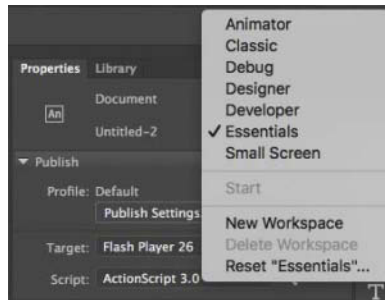 Animator
Classic
Debug
Designer
Developer
✓ Essentials
Small Screen
Start
New Workspace
Delete Workspace
Reset "Essentials"...
Properties Library
An
Document
Untitled-2
Publish
Profile: Default
Publish Settings
Target: Flash Player 26
Script: ActionScript 3.0
T